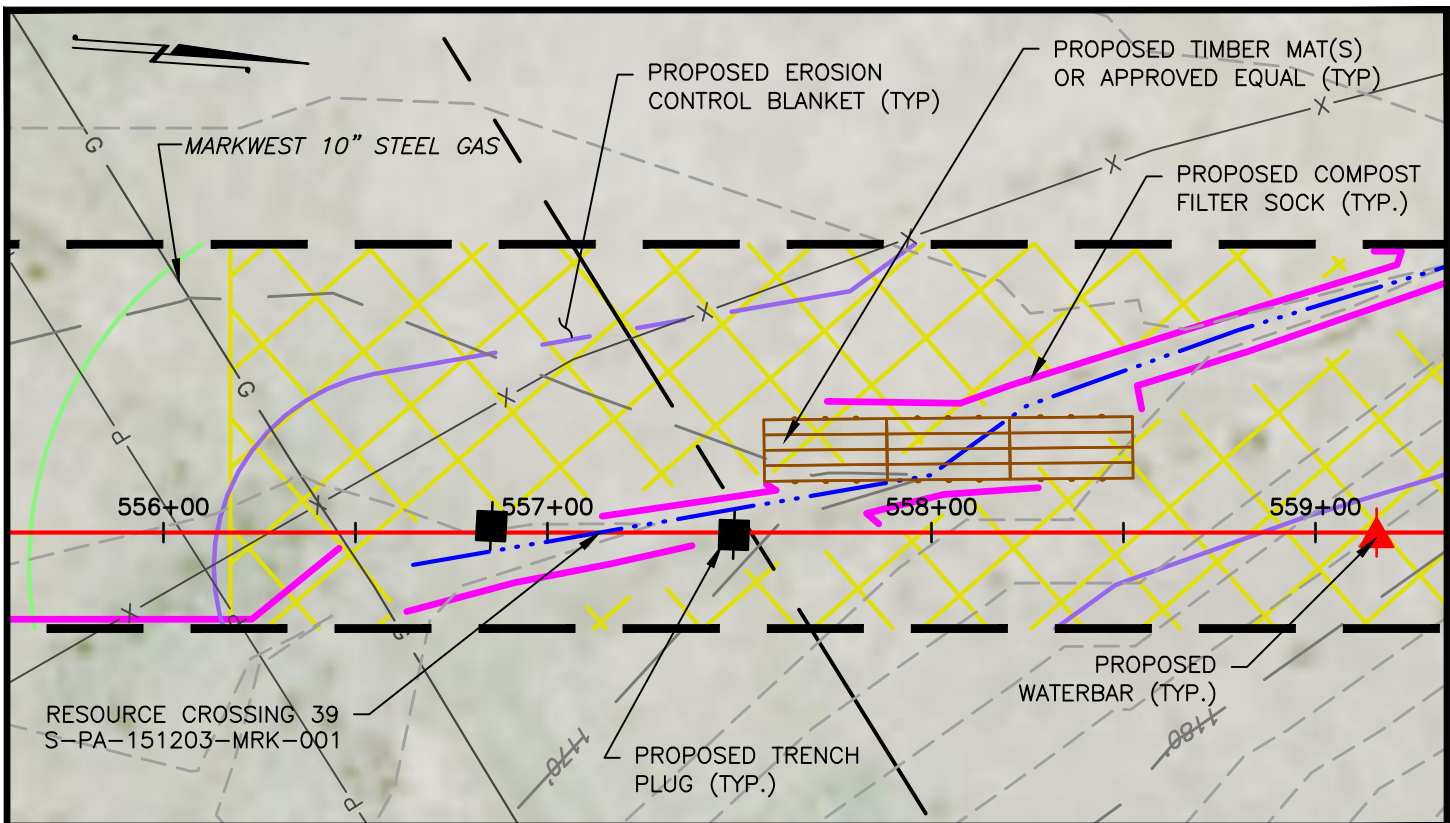 PROPOSED EROSION
CONTROL BLANKET (TYP)
PROPOSED TIMBER MAT(S)
OR APPROVED EQUAL (TYP)
MARKWEST 10" STEEL GAS
PROPOSED COMPOST
FILTER SOCK (TYP.)
G
G
G
P
P
P
X
X
X
X
X
X
X
556+00
557+00
558+00
559+00
RESOURCE CROSSING 39
S-PA-151203-MRK-001
PROPOSED TRENCH
PLUG (TYP.)
PROPOSED
WATERBAR (TYP.)
1170'
1180'